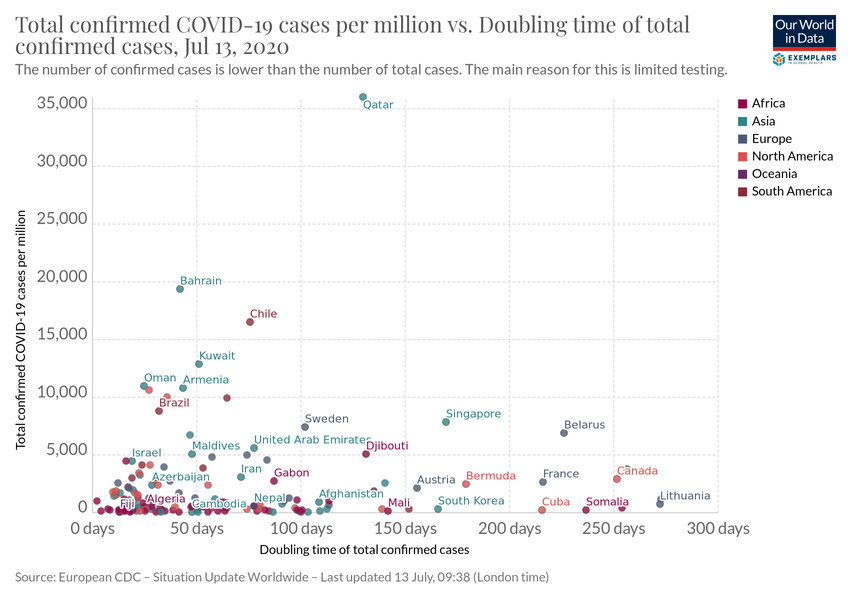 Total confirmed COVID-19 cases per million vs. Doubling time of total
confirmed cases, Jul 13, 2020
The number of confirmed cases is lower than the number of total cases. The main reason for this is limited testing.
Our World
in Data
EXEMPLARS
IN GLOBAL HEALTH
Africa
Asia
Europe
North America
Oceania
South America
Total confirmed COVID-19 cases per million
35,000
30,000
25,000
20,000
15,000
10,000
5,000
0
Qatar
Bahrain
Chile
Kuwait
Oman
Armenia
Brazil
Sweden
Singapore
Belarus
Israel
Maldives
United Arab Emirates
Djibouti
Azerbaijan
Iran
Gabon
Austria
Bermuda
France
Canada
Fiji
Algeria
Cambodia
Nepal
Afghanistan
Mali
South Korea
Cuba
Somalia
Lithuania
0 days
50 days
100 days
150 days
200 days
250 days
300 days
Doubling time of total confirmed cases
Source: European CDC – Situation Update Worldwide – Last updated 13 July, 09:38 (London time)